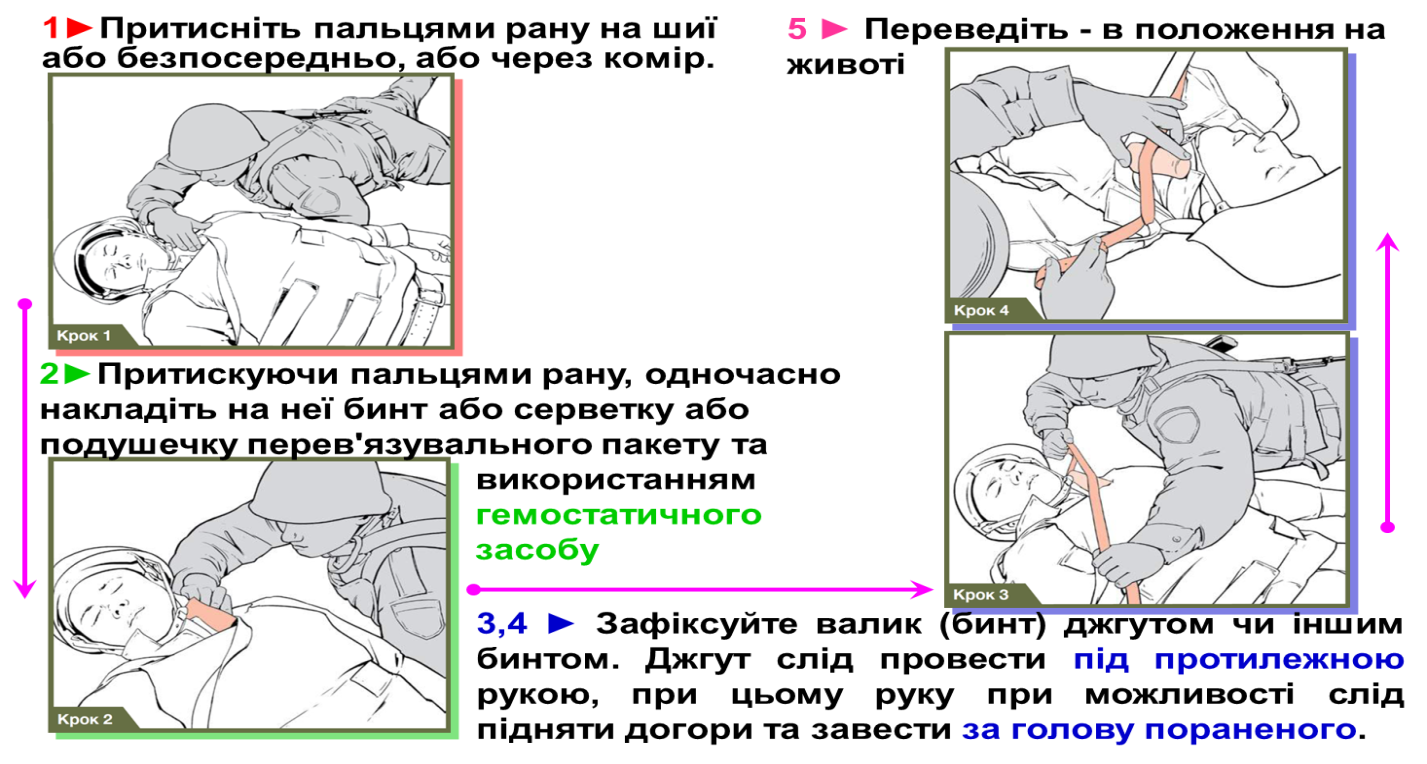 1► Притисніть пальцями рану на шиї
або безпосередньо, або через комір.
Крок 1
2► Притискуючи пальцями рану, одночасно
накладіть на неї бинт або серветку або
подушечку перев'язувального пакету та
використанням
гемостатичного
засобу
Крок 2
3,4 ► Зафіксуйте валик (бинт) джгутом чи іншим
бинтом. Джгут слід провести під протилежною
рукою, при цьому руку при можливості слід
підняти догори та завести за голову пораненого.
Крок 3
Крок 4
5 ► Переведіть - в положення на
животі